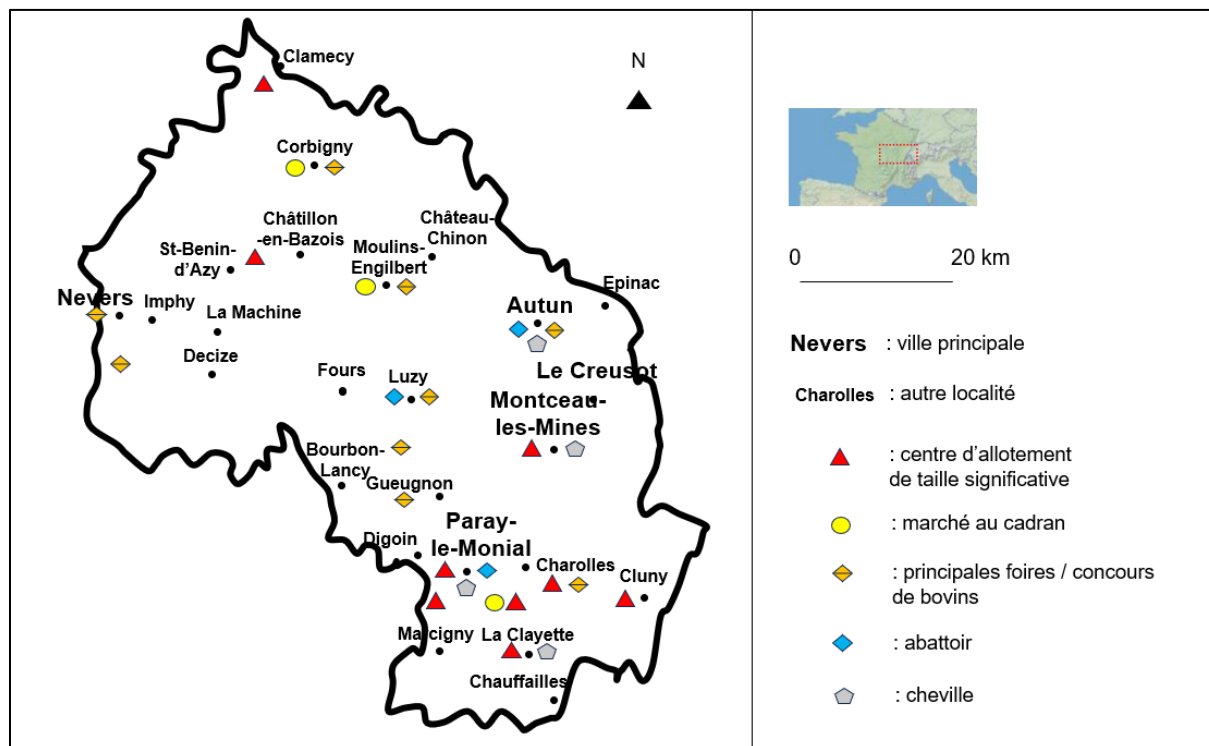 Clamecy
N
Corbigny
Châtillon
-en-Bazois
Château-
Chinon
St-Benin-
d'Azy
Moulins-
Engilbert
Epinac
Nevers
Imphy
La Machine
Autun
Decize
Fours
Luzy
Le Creusot
Montceau-
les-Mines
Bourbon-
Lancy
Gueugnon
Paray-
le-Monial
Digoin
Charolles
Cluny
Marcigny
La Clayette
Chauffailles
0 20 km
Nevers : ville principale
Charolles : autre localité
: centre d'allotement
de taille significative
: marché au cadran
: principales foires / concours
de bovins
: abattoir
: cheville